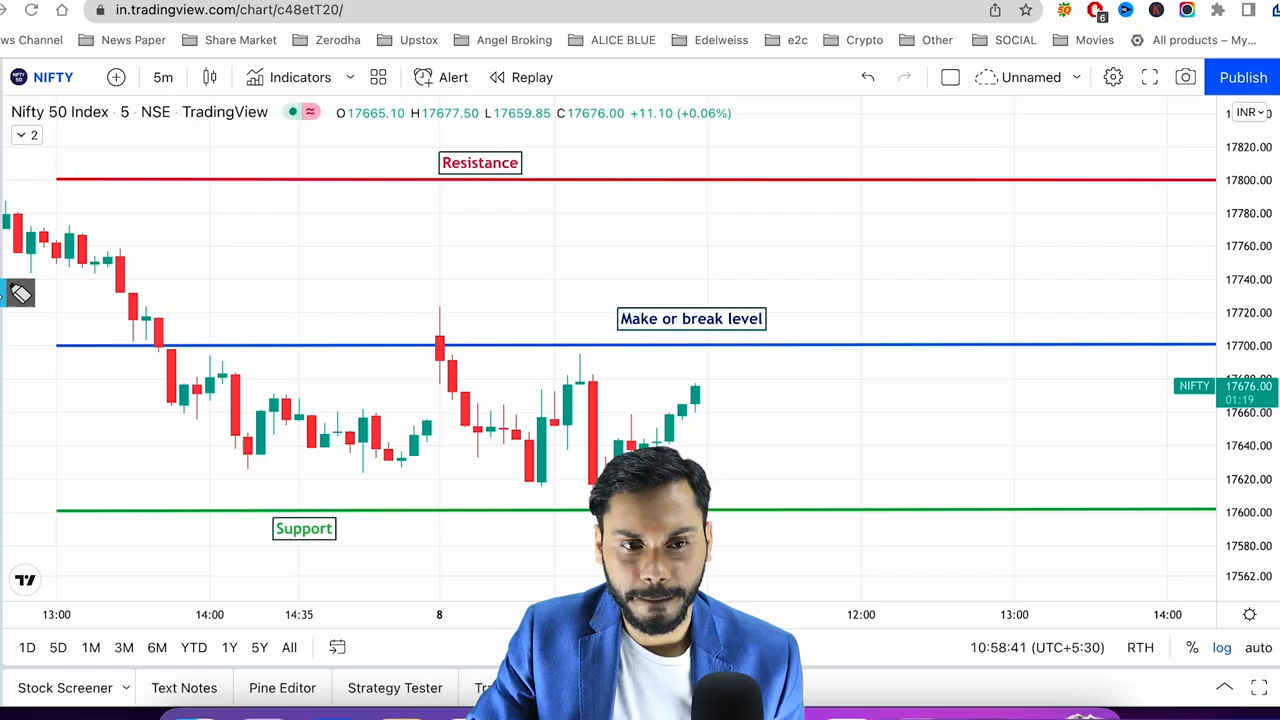 in.tradingview.com/chart/c48etT20/
6
ws Channel News Paper Share Market Zerodha Upstox Angel Broking ALICE BLUE Edelweiss e2c Crypto Other SOCIAL Movies All products – My...
NIFTY 5m Indicators Alert Replay Unnamed Publish
Nifty 50 Index · 5 · NSE · TradingView O17665.10 H17677.50 L17659.85 C17676.00 +11.10 (+0.06%) INR
2
17820.00
Resistance
17800.00
17780.00
17760.00
17740.00
Make or break level
17720.00
17700.00
NIFTY 17676.00
01:19
17660.00
17640.00
17620.00
17600.00
Support
17580.00
17562.00
13:00 14:00 14:35 8 12:00 13:00 14:00
1D 5D 1M 3M 6M YTD 1Y 5Y All 10:58:41 (UTC+5:30) RTH % log auto
Stock Screener Text Notes Pine Editor Strategy Tester